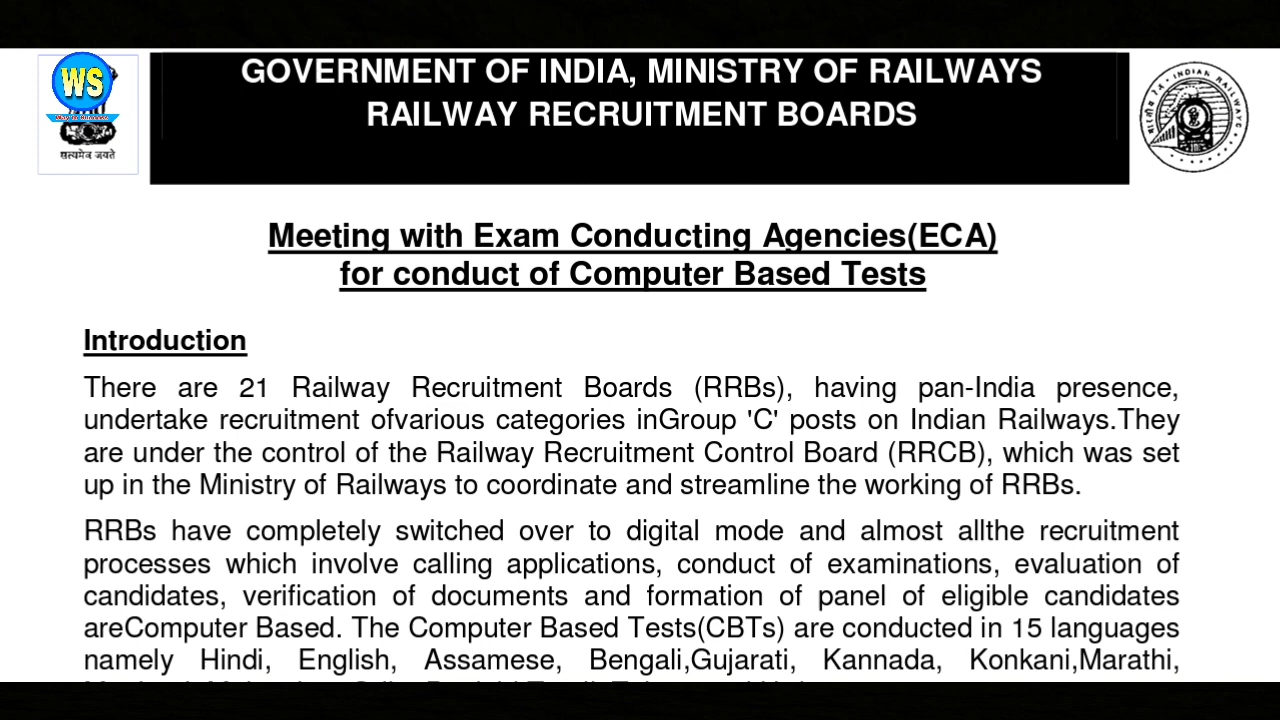 WS
GOVERNMENT OF INDIA, MINISTRY OF RAILWAYS
RAILWAY RECRUITMENT BOARDS
सत्यमेव जयते
INDIAN RAILWAYS
Meeting with Exam Conducting Agencies(ECA)
for conduct of Computer Based Tests
Introduction
There are 21 Railway Recruitment Boards (RRBs), having pan-India presence,
undertake recruitment ofvarious categories inGroup 'C' posts on Indian Railways.They
are under the control of the Railway Recruitment Control Board (RRCB), which was set
up in the Ministry of Railways to coordinate and streamline the working of RRBs.
RRBs have completely switched over to digital mode and almost allthe recruitment
processes which involve calling applications, conduct of examinations, evaluation of
candidates, verification of documents and formation of panel of eligible candidates
areComputer Based. The Computer Based Tests(CBTs) are conducted in 15 languages
namely Hindi, English, Assamese, Bengali,Gujarati, Kannada, Konkani,Marathi,